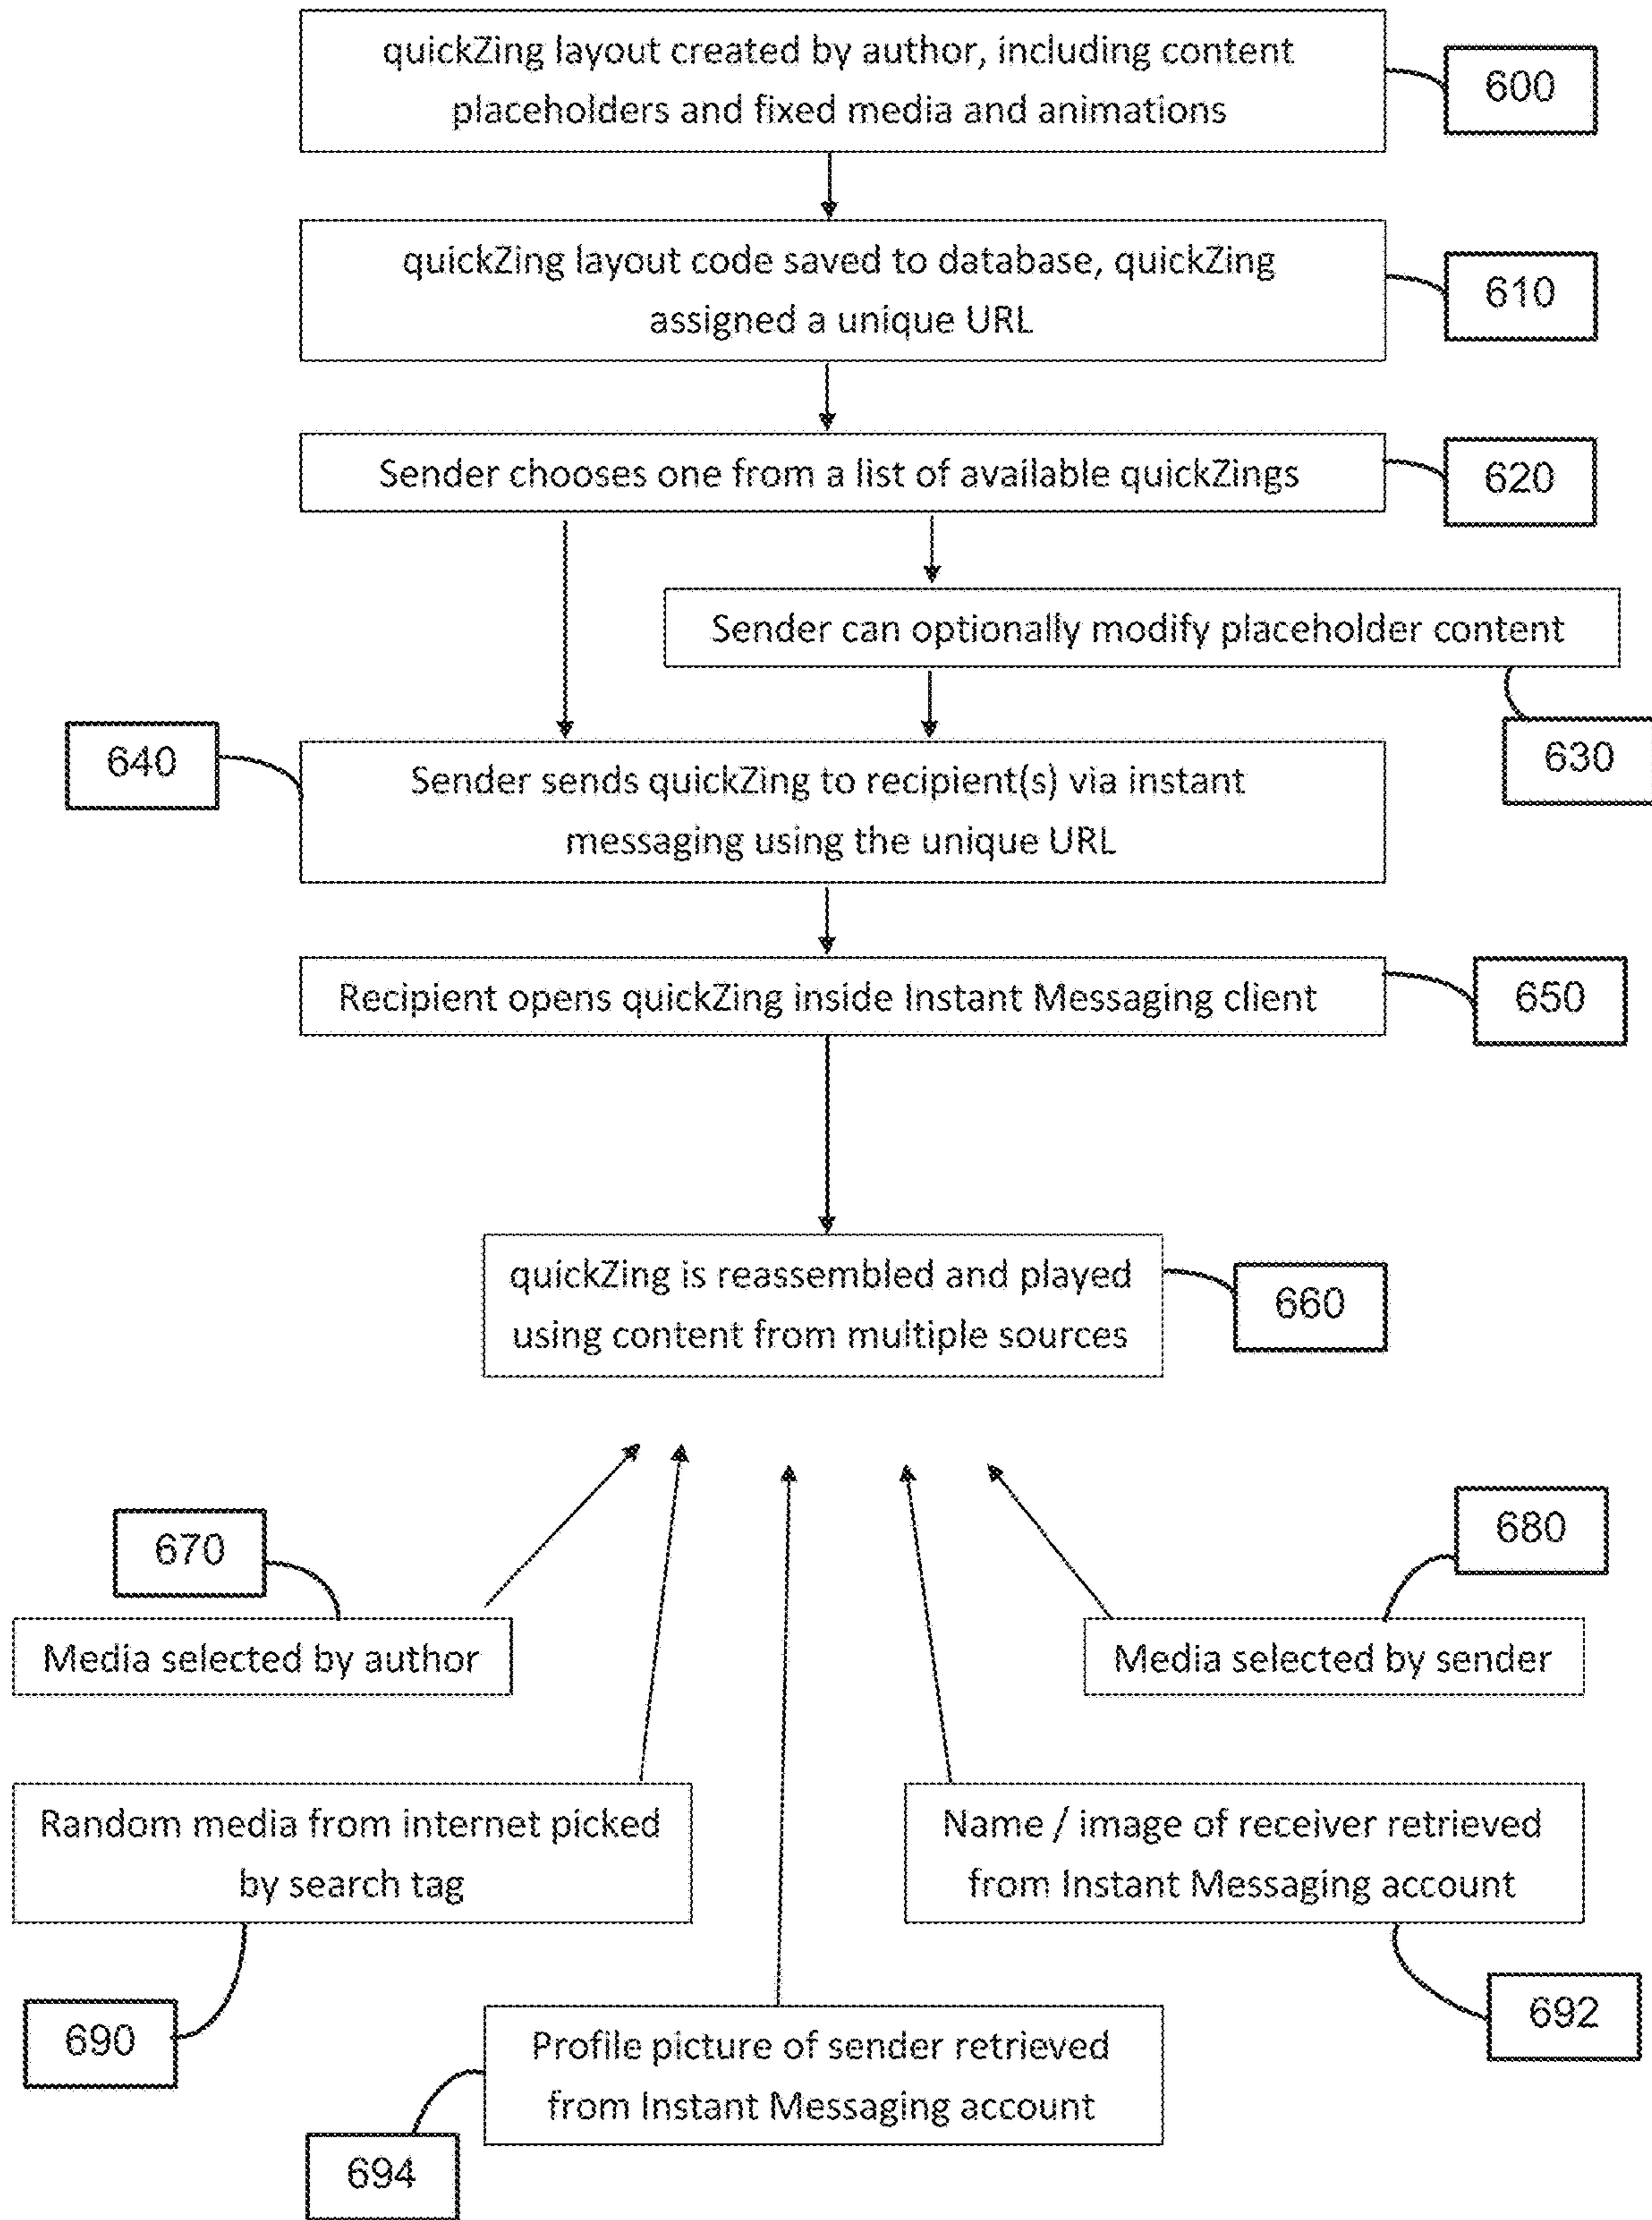 quickZing layout created by author, including content
placeholders and fixed media and animations
600
quickZing layout code saved to database, quickZing
assigned a unique URL
610
Sender chooses one from a list of available quickZings
620
Sender can optionally modify placeholder content
630
640
Sender sends quickZing to recipient(s) via instant
messaging using the unique URL
Recipient opens quickZing inside Instant Messaging client
650
quickZing is reassembled and played
using content from multiple sources
660
670
680
Media selected by author
Media selected by sender
Random media from internet picked
by search tag
Name / image of receiver retrieved
from Instant Messaging account
690
692
Profile picture of sender retrieved
from Instant Messaging account
694